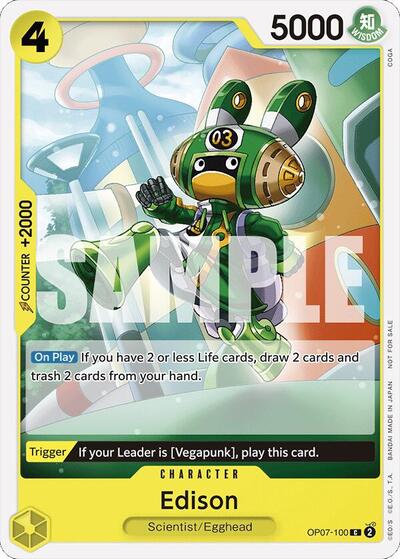 4
5000
知
WISDOM
COGA
COUNTER +2000
03
SAMPLE
On Play If you have 2 or less Life cards, draw 2 cards and
trash 2 cards from your hand.
Trigger If your Leader is [Vegapunk], play this card.
CHARACTER
Edison
Scientist/Egghead
OP07-100 C 2
©E.O/S ©E.O./S., T.A. BANDAI MADE IN JAPAN NOT FOR SALE